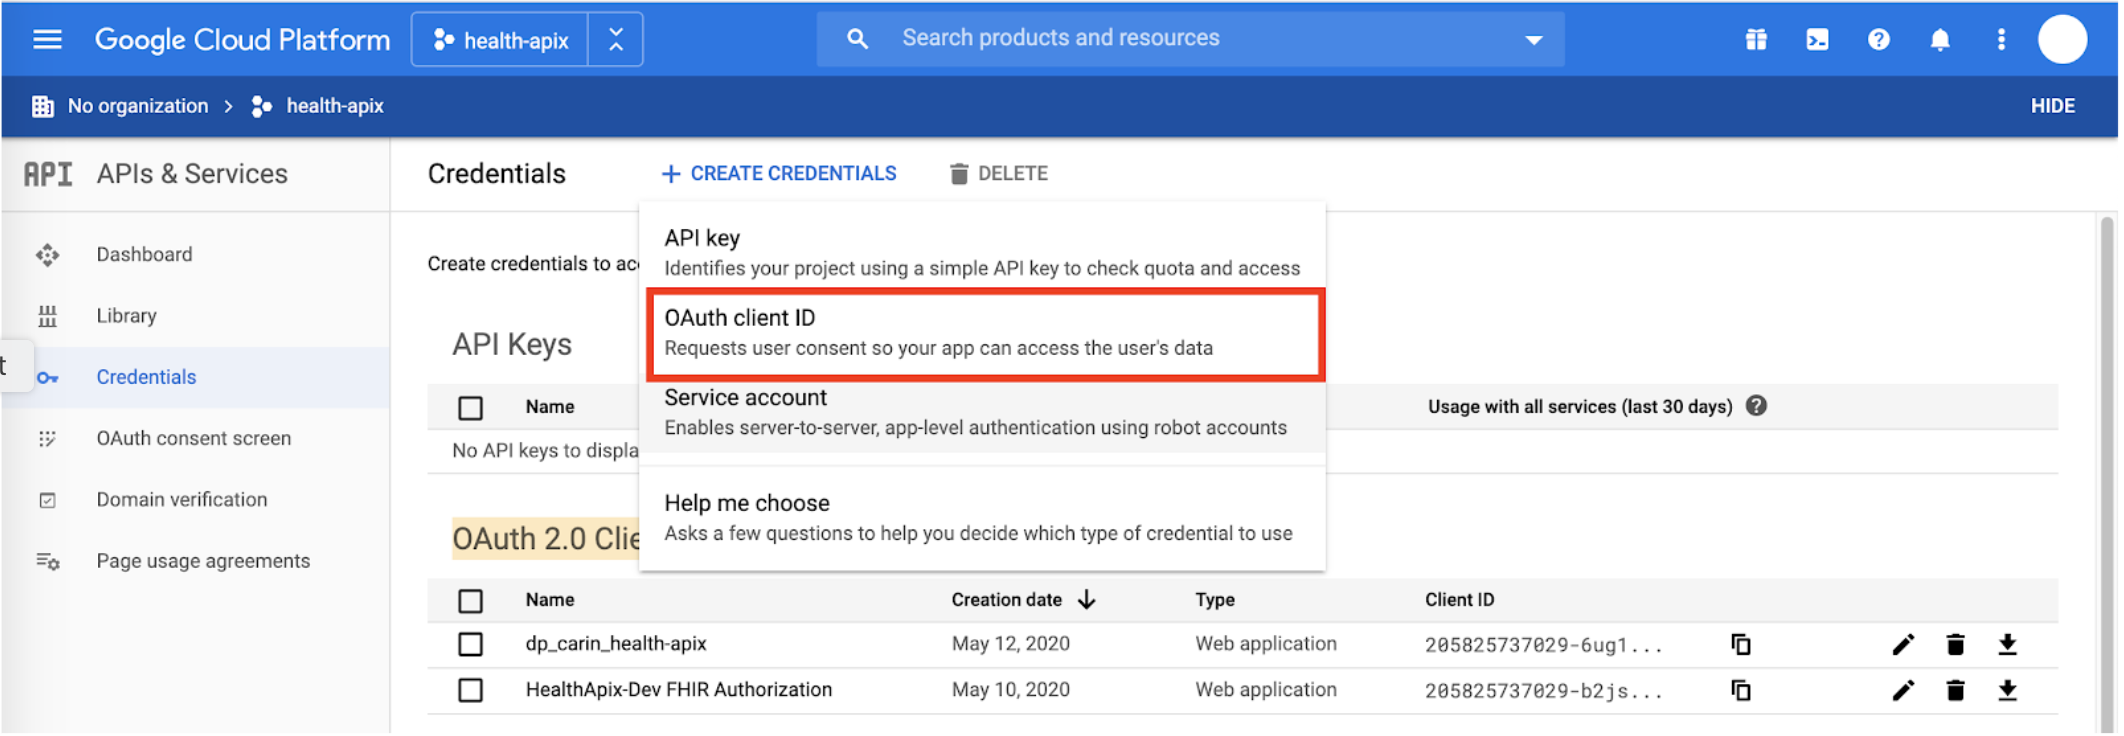 Google Cloud Platform health-apix Search products and resources
No organization > health-apix HIDE
API APIs & Services Credentials + CREATE CREDENTIALS DELETE
API key
Dashboard
Create credentials to acc Identifies your project using a simple API key to check quota and access
Library
OAuth client ID
API Keys
Requests user consent so your app can access the user's data
t
Credentials
Service account
Name Usage with all services (last 30 days)
Enables server-to-server, app-level authentication using robot accounts
OAuth consent screen
No API keys to displa
Domain verification
Help me choose
OAuth 2.0 Clie Asks a few questions to help you decide which type of credential to use
Page usage agreements
Name Creation date Type Client ID
dp_carin_health-apix May 12, 2020 Web application 205825737029-6ug1...
HealthApix-Dev FHIR Authorization May 10, 2020 Web application 205825737029-b2js...